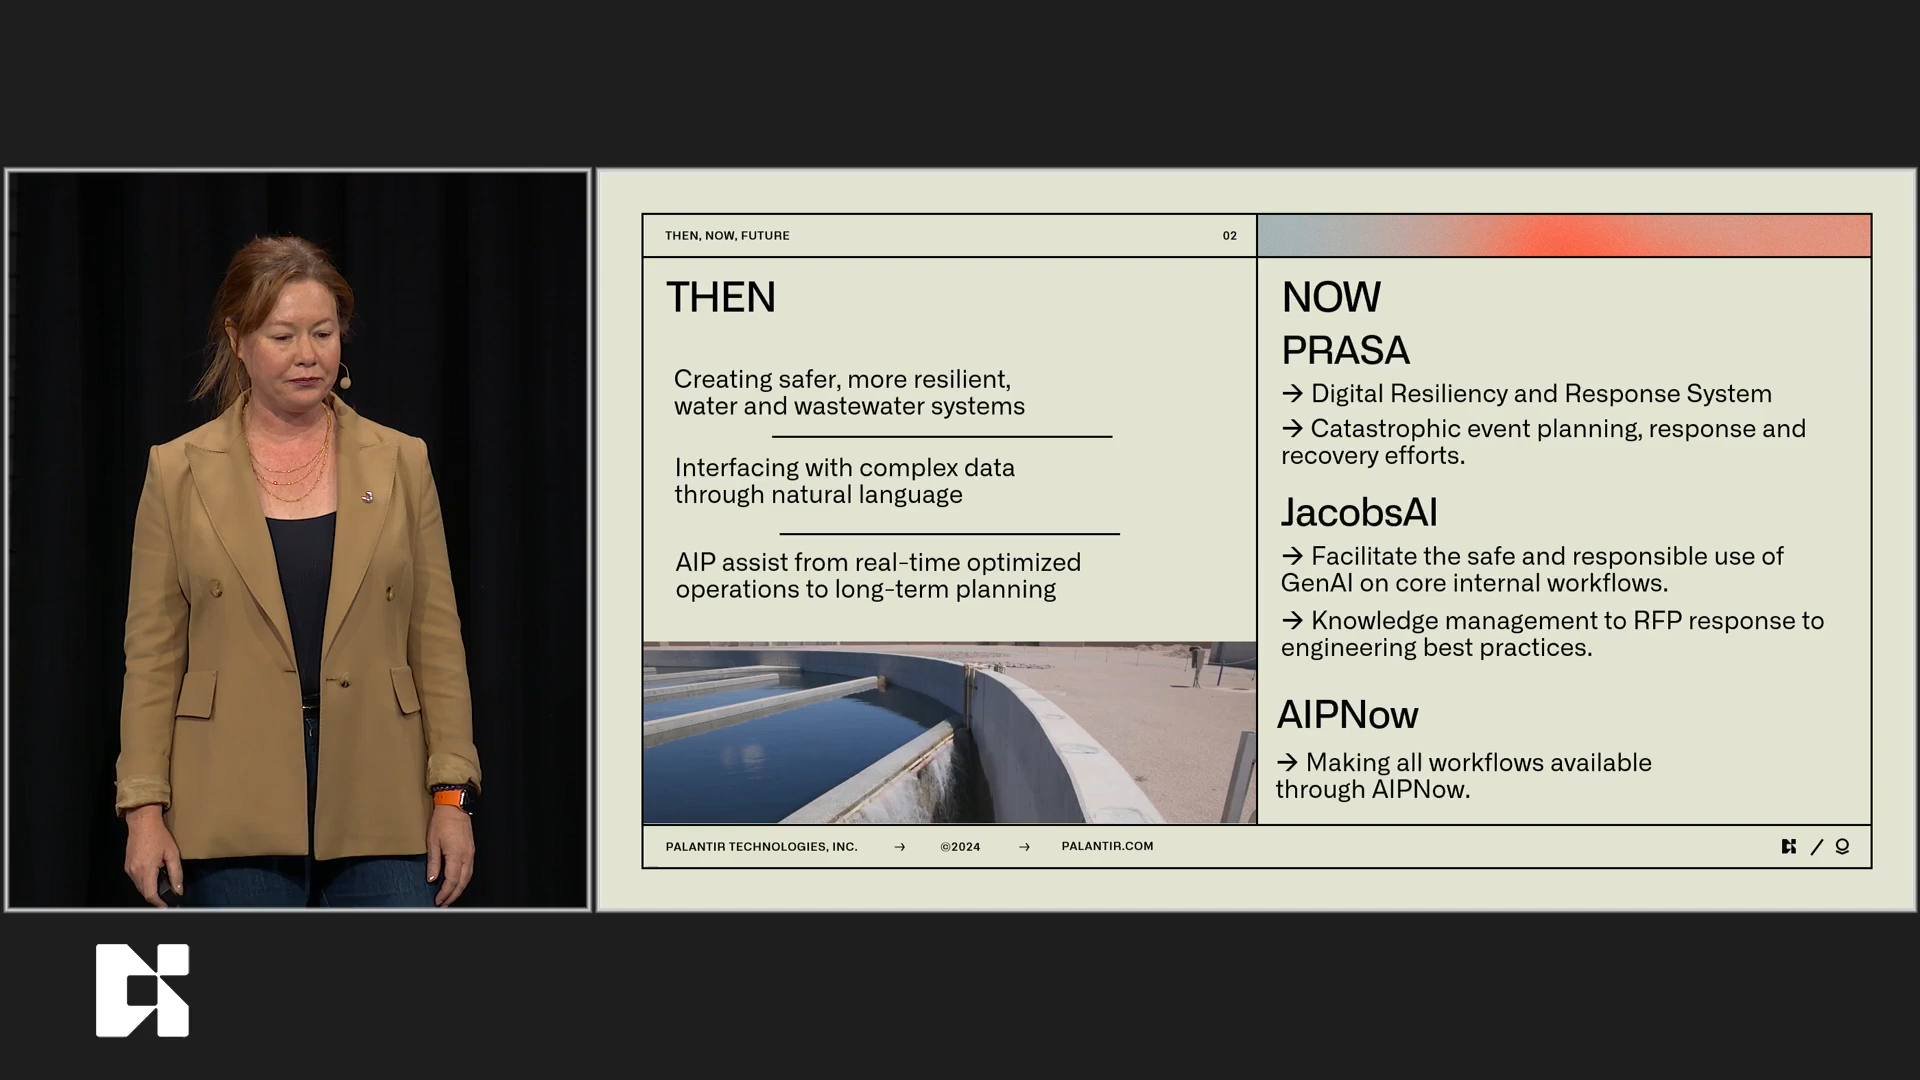 THEN, NOW, FUTURE
02
THEN
Creating safer, more resilient,
water and wastewater systems
Interfacing with complex data
through natural language
AIP assist from real-time optimized
operations to long-term planning
NOW
PRASA
→ Digital Resiliency and Response System
→ Catastrophic event planning, response and
recovery efforts.
JacobsAI
→ Facilitate the safe and responsible use of
GenAI on core internal workflows.
→ Knowledge management to RFP response to
engineering best practices.
AIPNow
→ Making all workflows available
through AIPNow.
PALANTIR TECHNOLOGIES, INC. → ©2024 → PALANTIR.COM